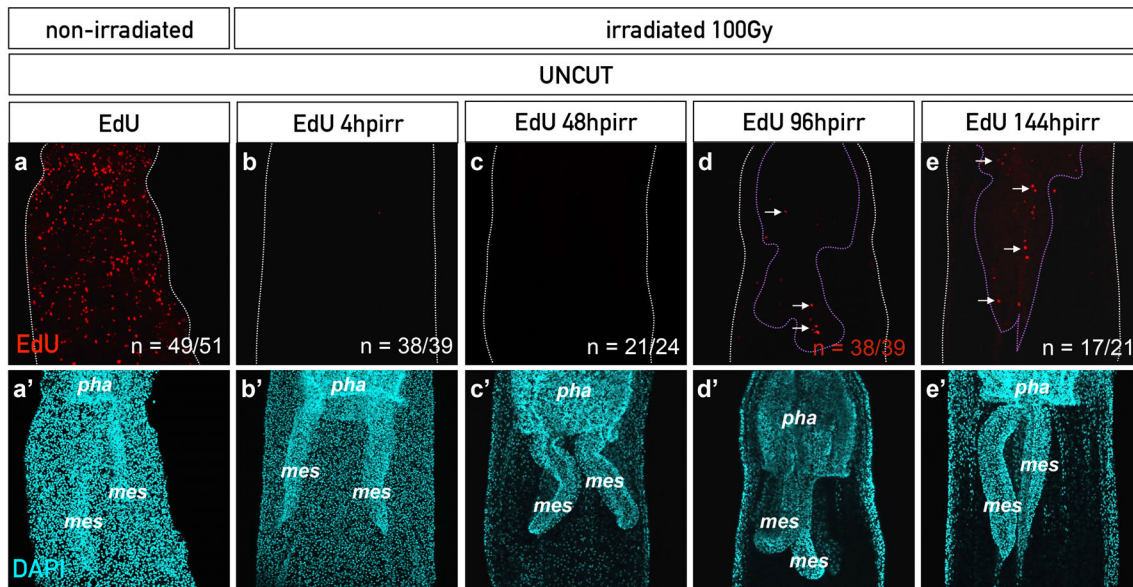 non-irradiated irradiated 100Gy
UNCUT
EdU EdU 4hpirr EdU 48hpirr EdU 96hpirr EdU 144hpirr
a b c d e
EdU n = 49/51 n = 38/39 n = 21/24 n = 38/39 n = 17/21
a’ pha b’ pha c’ pha d’ pha e’ pha
mes mes mes mes mes mes mes mes mes mes
DAPI